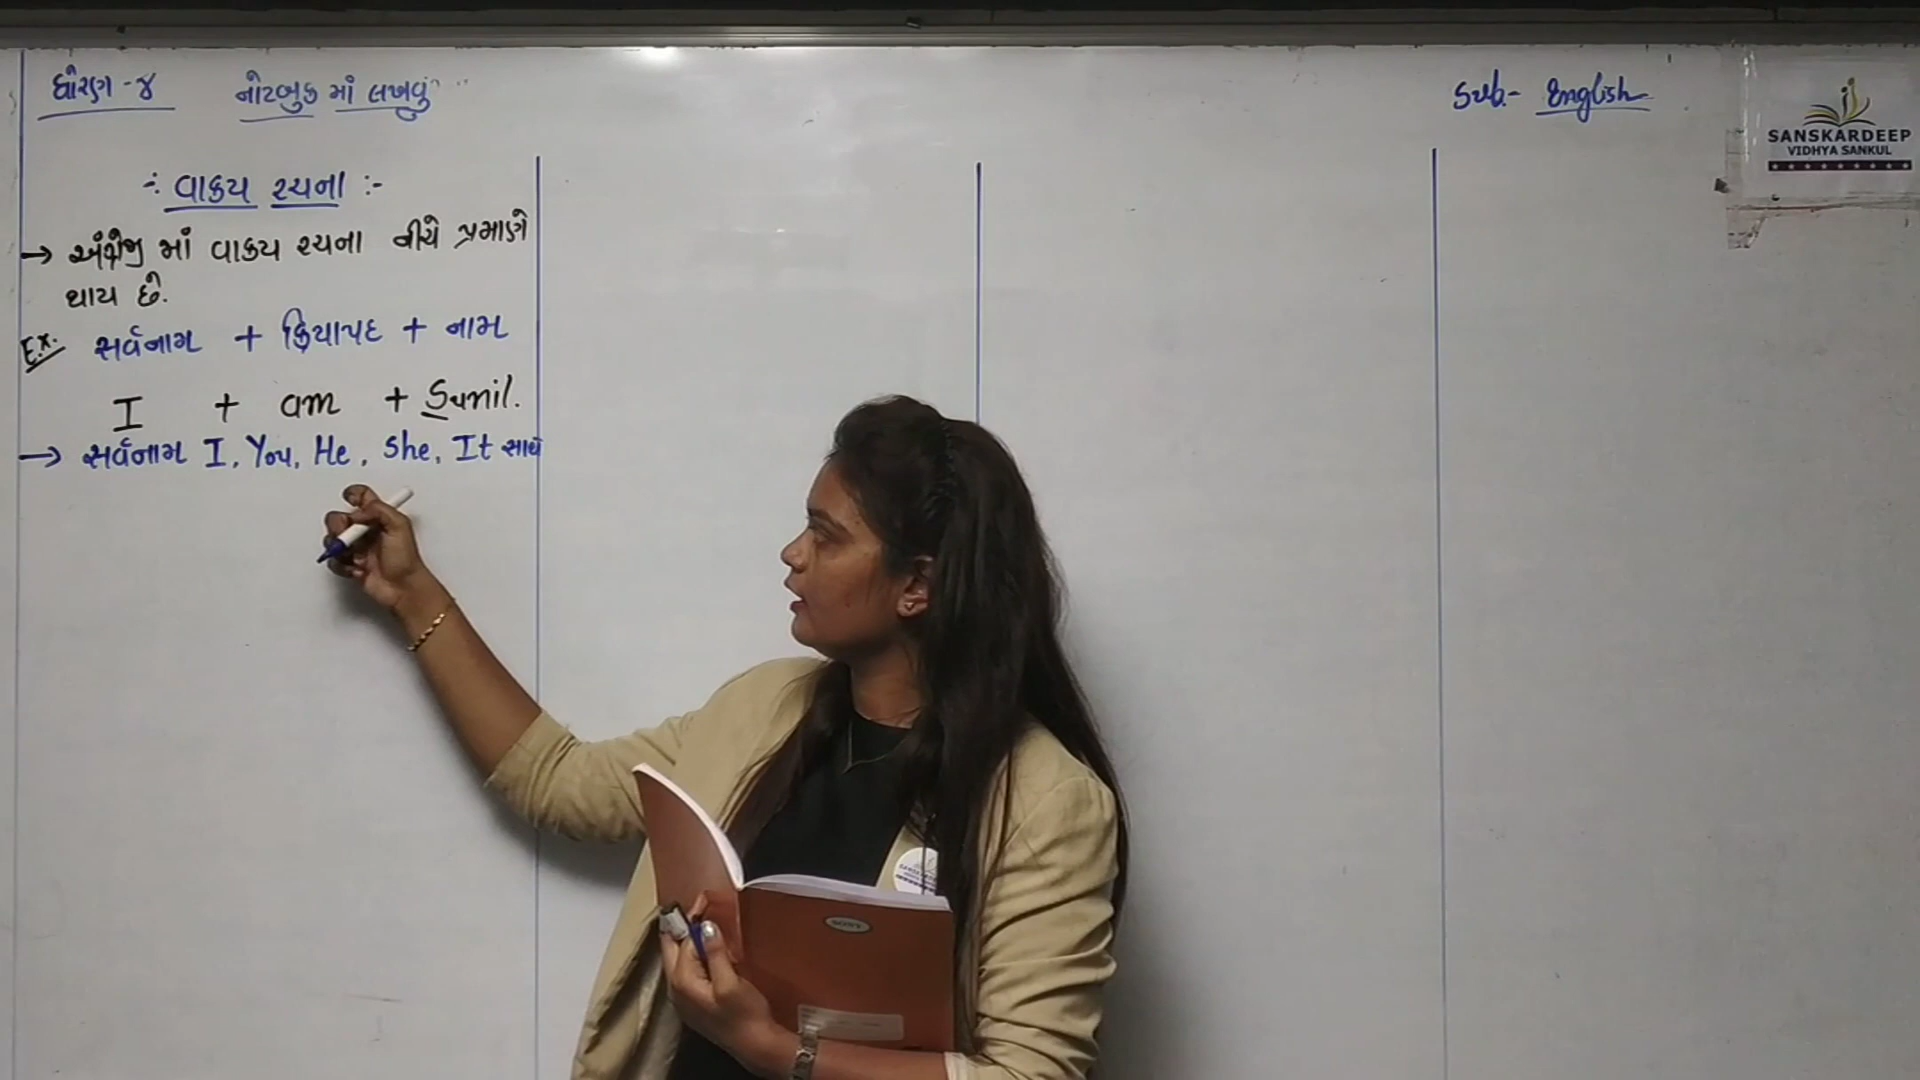 ધોરણ - ૪
નોટબુક માં લખવું
Sub.- English
SANSKARDEEP
VIDHYA SANKUL
-: વાક્ય રચના :-
→ અંગ્રેજી માં વાક્ય રચના નીચે પ્રમાણે
થાય છે.
Ex. સર્વનામ + ક્રિયાપદ + નામ
I + am + Sunil.
→ સર્વનામ I, You, He, She, It સાથે